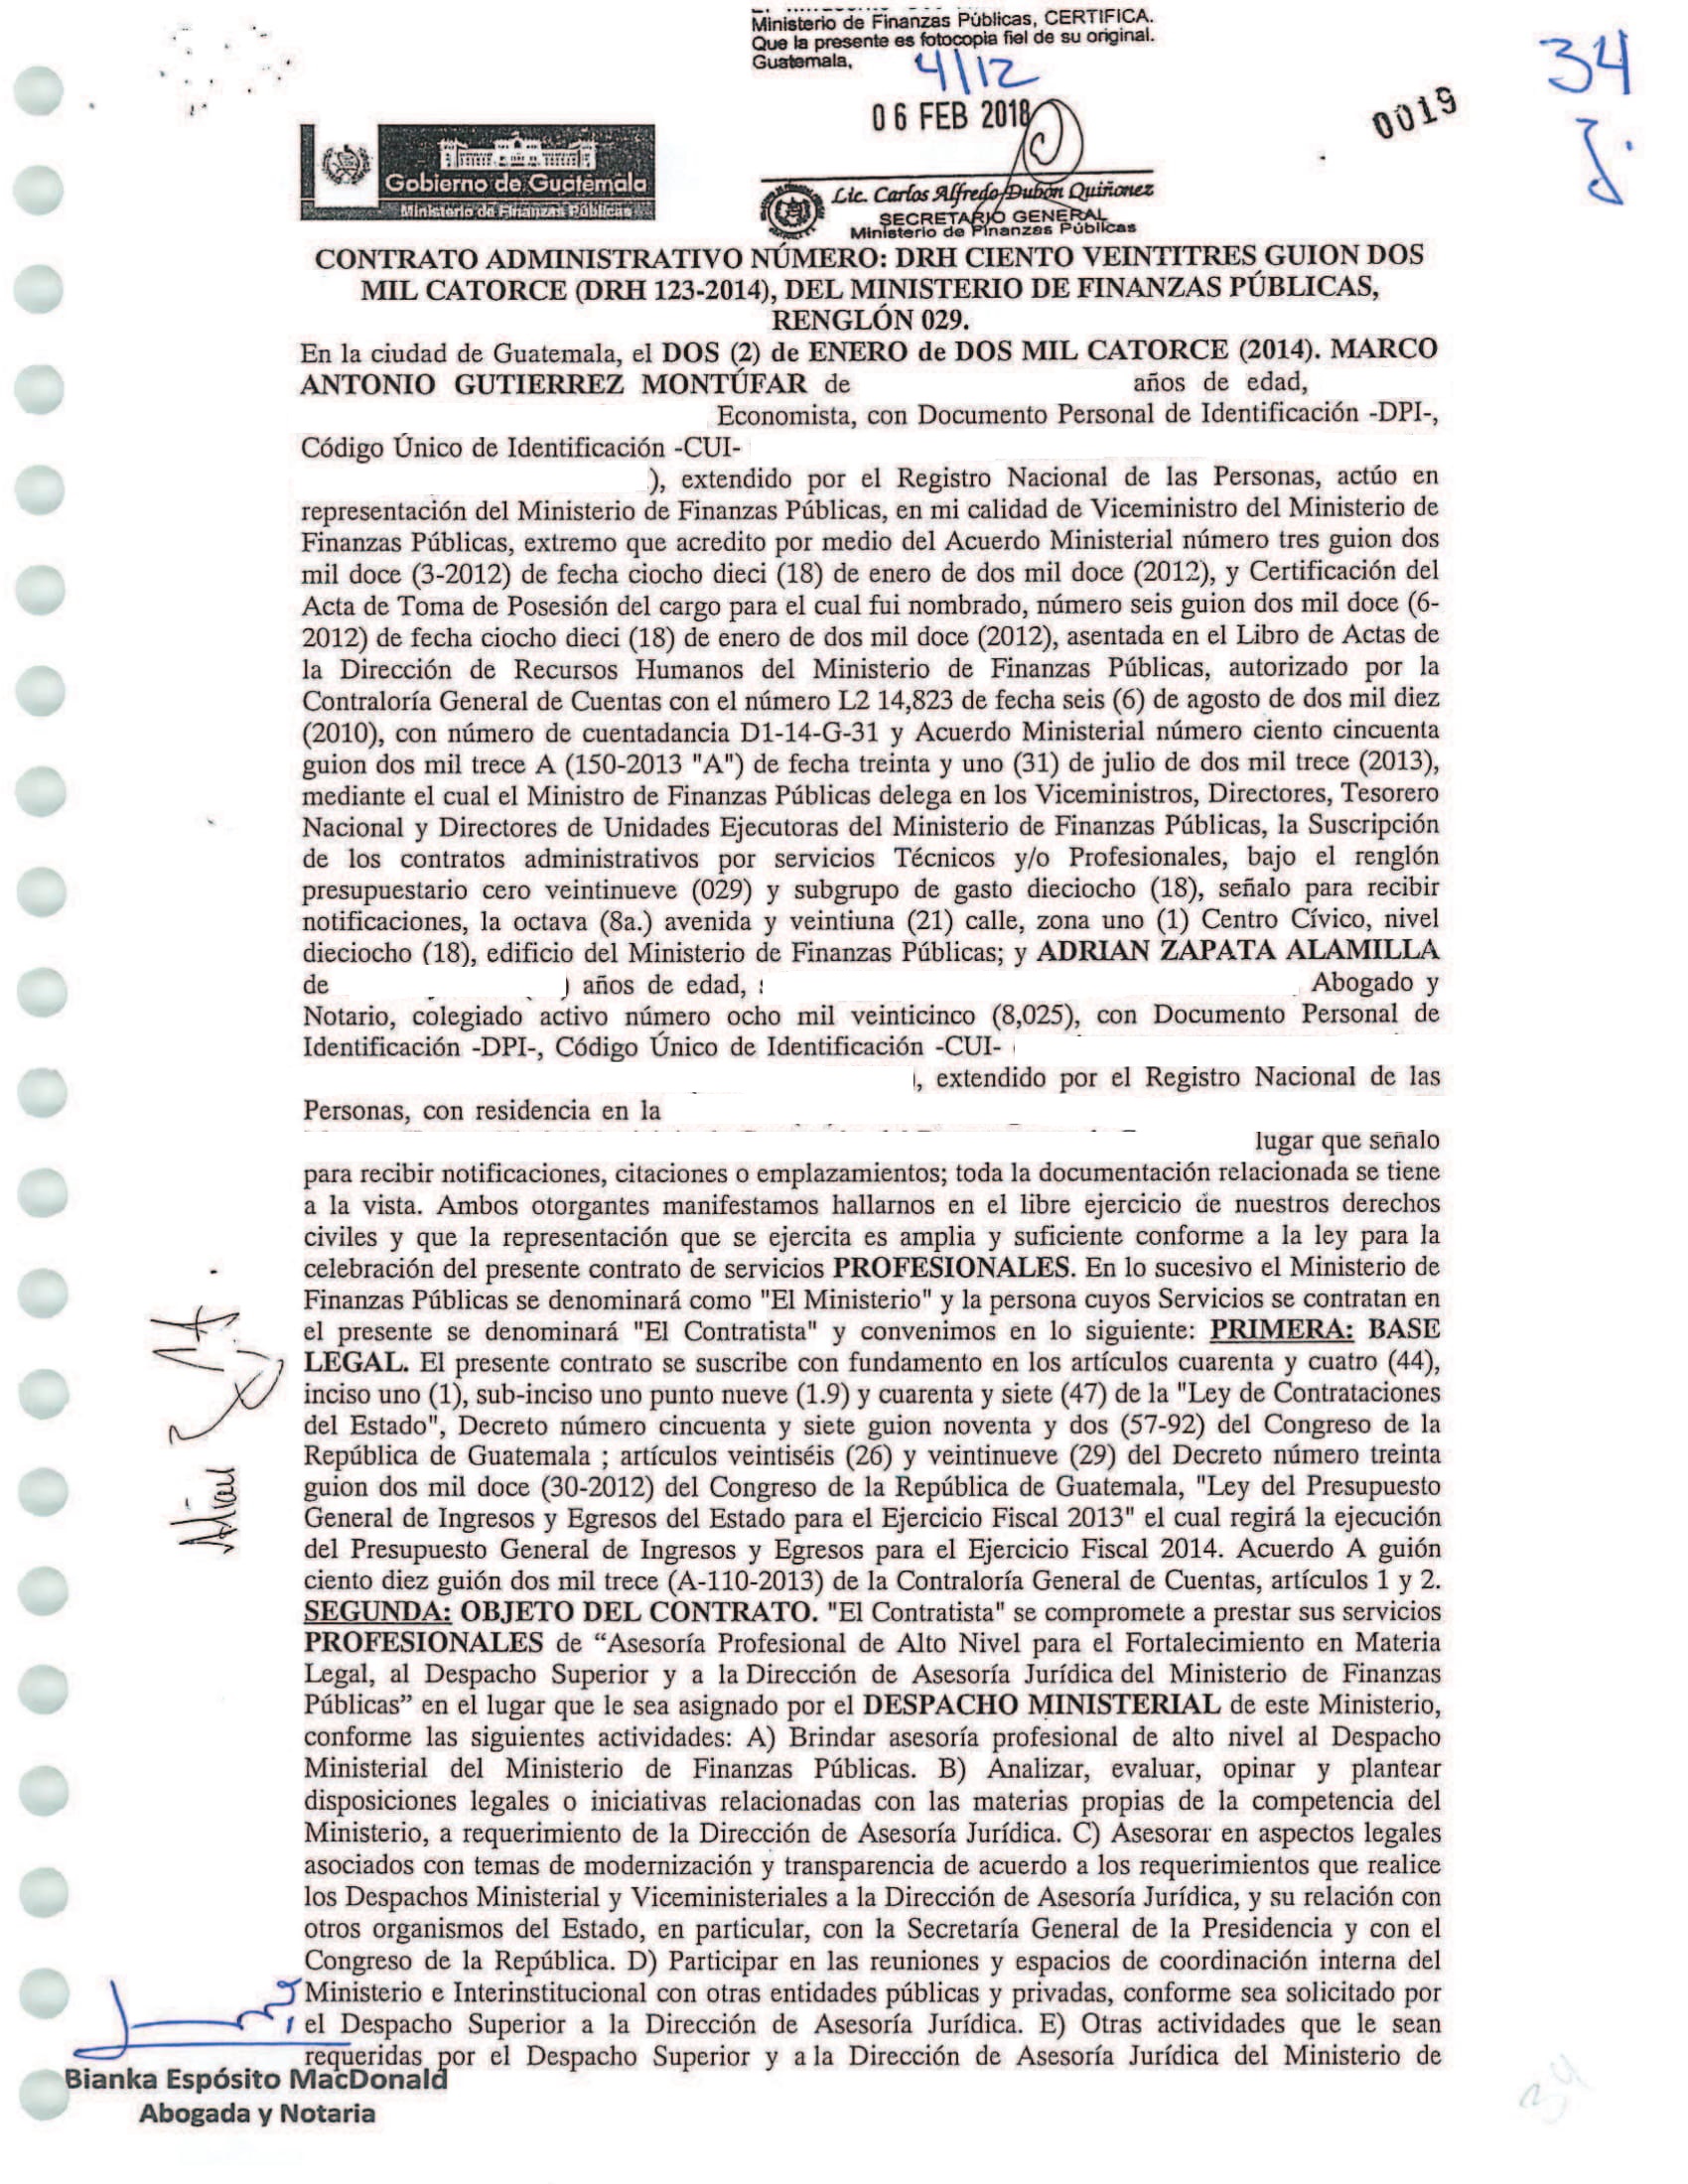 Ministerio de Finanzas Públicas, CERTIFICA.
Que la presente es fotocopia fiel de su original.
Guatemala,
4/12
34
06 FEB 2018
0019
Gobierno de Guatemala
Ministerio de Finanzas Públicas
Lic. Carlos Alfredo Dubón Quiñonez
SECRETARIO GENERAL
Ministerio de Finanzas Públicas
CONTRATO ADMINISTRATIVO NÚMERO: DRH CIENTO VEINTITRES GUION DOS
MIL CATORCE (DRH 123-2014), DEL MINISTERIO DE FINANZAS PÚBLICAS,
RENGLÓN 029.
En la ciudad de Guatemala, el DOS (2) de ENERO de DOS MIL CATORCE (2014). MARCO
ANTONIO GUTIERREZ MONTÚFAR de años de edad,
Economista, con Documento Personal de Identificación -DPI-,
Código Único de Identificación -CUI-
), extendido por el Registro Nacional de las Personas, actúo en
representación del Ministerio de Finanzas Públicas, en mi calidad de Viceministro del Ministerio de
Finanzas Públicas, extremo que acredito por medio del Acuerdo Ministerial número tres guion dos
mil doce (3-2012) de fecha ciocho dieci (18) de enero de dos mil doce (2012), y Certificación del
Acta de Toma de Posesión del cargo para el cual fui nombrado, número seis guion dos mil doce (6-
2012) de fecha ciocho dieci (18) de enero de dos mil doce (2012), asentada en el Libro de Actas de
la Dirección de Recursos Humanos del Ministerio de Finanzas Públicas, autorizado por la
Contraloría General de Cuentas con el número L2 14,823 de fecha seis (6) de agosto de dos mil diez
(2010), con número de cuentadancia D1-14-G-31 y Acuerdo Ministerial número ciento cincuenta
guion dos mil trece A (150-2013 "A") de fecha treinta y uno (31) de julio de dos mil trece (2013),
mediante el cual el Ministro de Finanzas Públicas delega en los Viceministros, Directores, Tesorero
Nacional y Directores de Unidades Ejecutoras del Ministerio de Finanzas Públicas, la Suscripción
de los contratos administrativos por servicios Técnicos y/o Profesionales, bajo el renglón
presupuestario cero veintinueve (029) y subgrupo de gasto dieciocho (18), señalo para recibir
notificaciones, la octava (8a.) avenida y veintiuna (21) calle, zona uno (1) Centro Cívico, nivel
dieciocho (18), edificio del Ministerio de Finanzas Públicas; y ADRIAN ZAPATA ALAMILLA
de ) años de edad, Abogado y
Notario, colegiado activo número ocho mil veinticinco (8,025), con Documento Personal de
Identificación -DPI-, Código Único de Identificación -CUI-
, extendido por el Registro Nacional de las
Personas, con residencia en la
lugar que señalo
para recibir notificaciones, citaciones o emplazamientos; toda la documentación relacionada se tiene
a la vista. Ambos otorgantes manifestamos hallarnos en el libre ejercicio de nuestros derechos
civiles y que la representación que se ejercita es amplia y suficiente conforme a la ley para la
celebración del presente contrato de servicios PROFESIONALES. En lo sucesivo el Ministerio de
Finanzas Públicas se denominará como "El Ministerio" y la persona cuyos Servicios se contratan en
el presente se denominará "El Contratista" y convenimos en lo siguiente: PRIMERA: BASE
LEGAL. El presente contrato se suscribe con fundamento en los artículos cuarenta y cuatro (44),
inciso uno (1), sub-inciso uno punto nueve (1.9) y cuarenta y siete (47) de la "Ley de Contrataciones
del Estado", Decreto número cincuenta y siete guion noventa y dos (57-92) del Congreso de la
República de Guatemala ; artículos veintiséis (26) y veintinueve (29) del Decreto número treinta
guion dos mil doce (30-2012) del Congreso de la República de Guatemala, "Ley del Presupuesto
General de Ingresos y Egresos del Estado para el Ejercicio Fiscal 2013" el cual regirá la ejecución
del Presupuesto General de Ingresos y Egresos para el Ejercicio Fiscal 2014. Acuerdo A guión
ciento diez guión dos mil trece (A-110-2013) de la Contraloría General de Cuentas, artículos 1 y 2.
SEGUNDA: OBJETO DEL CONTRATO. "El Contratista" se compromete a prestar sus servicios
PROFESIONALES de “Asesoría Profesional de Alto Nivel para el Fortalecimiento en Materia
Legal, al Despacho Superior y a la Dirección de Asesoría Jurídica del Ministerio de Finanzas
Públicas” en el lugar que le sea asignado por el DESPACHO MINISTERIAL de este Ministerio,
conforme las siguientes actividades: A) Brindar asesoría profesional de alto nivel al Despacho
Ministerial del Ministerio de Finanzas Públicas. B) Analizar, evaluar, opinar y plantear
disposiciones legales o iniciativas relacionadas con las materias propias de la competencia del
Ministerio, a requerimiento de la Dirección de Asesoría Jurídica. C) Asesorar en aspectos legales
asociados con temas de modernización y transparencia de acuerdo a los requerimientos que realice
los Despachos Ministerial y Viceministeriales a la Dirección de Asesoría Jurídica, y su relación con
otros organismos del Estado, en particular, con la Secretaría General de la Presidencia y con el
Congreso de la República. D) Participar en las reuniones y espacios de coordinación interna del
Ministerio e Interinstitucional con otras entidades públicas y privadas, conforme sea solicitado por
el Despacho Superior a la Dirección de Asesoría Jurídica. E) Otras actividades que le sean
requeridas por el Despacho Superior y a la Dirección de Asesoría Jurídica del Ministerio de
Bianka Espósito MacDonald
Abogada y Notaria
34